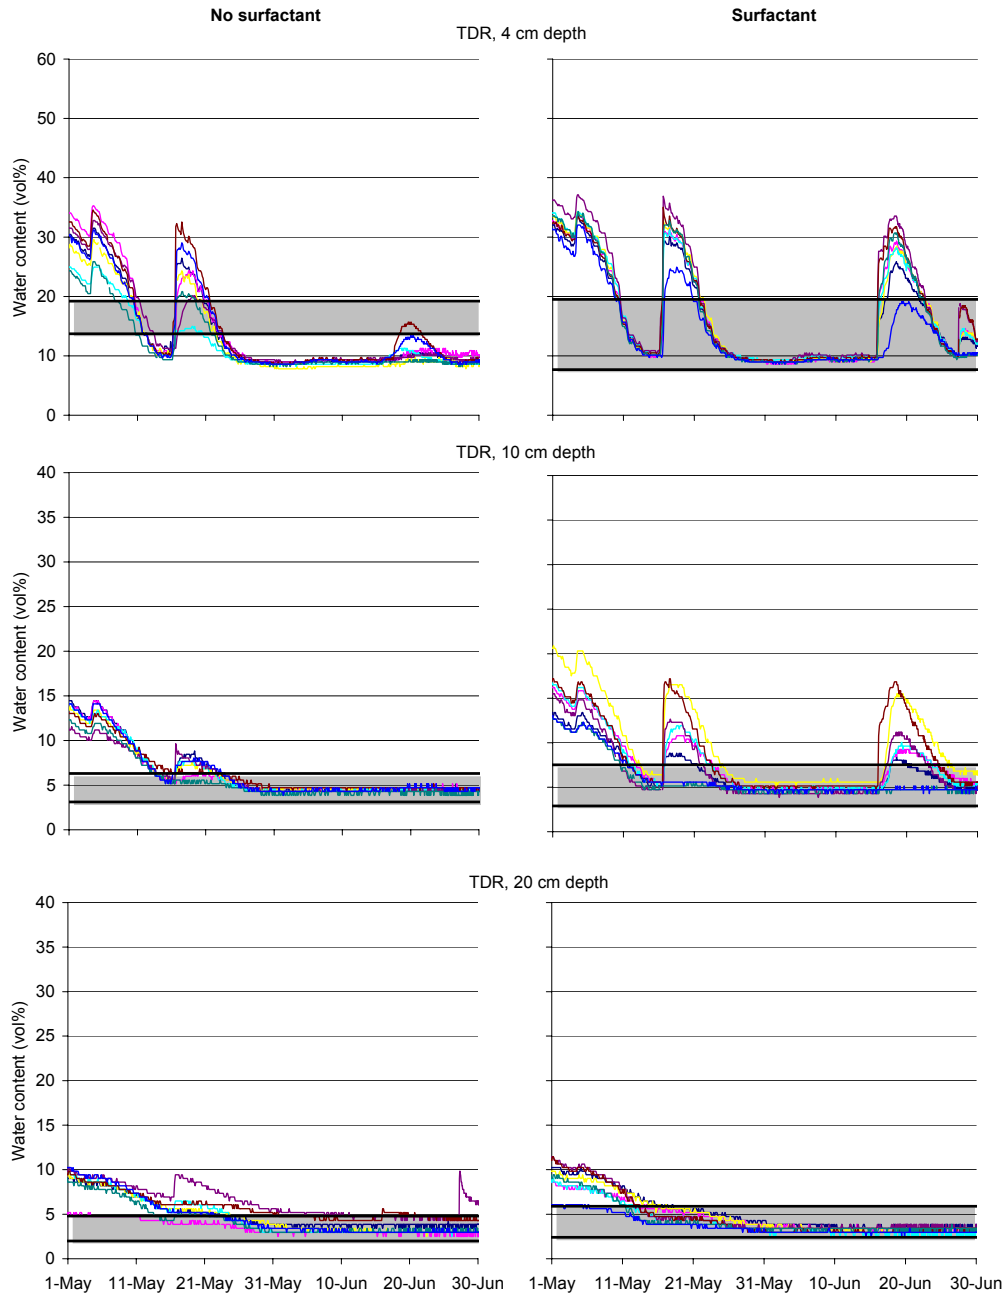 No surfactant
Surfactant
TDR, 4 cm depth
Water content (vol%)
60
50
40
30
20
10
0
TDR, 10 cm depth
Water content (vol%)
40
35
30
25
20
15
10
5
0
TDR, 20 cm depth
Water content (vol%)
40
35
30
25
20
15
10
5
0
1-May 11-May 21-May 31-May 10-Jun 20-Jun 30-Jun
1-May 11-May 21-May 31-May 10-Jun 20-Jun 30-Jun